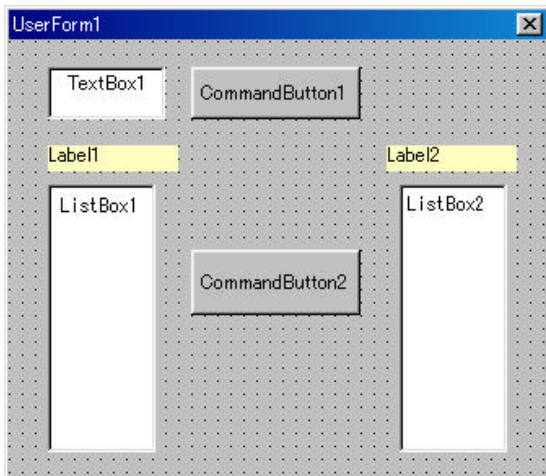 UserForm1
TextBox1
CommandButton1
Label1
Label2
ListBox1
ListBox2
CommandButton2